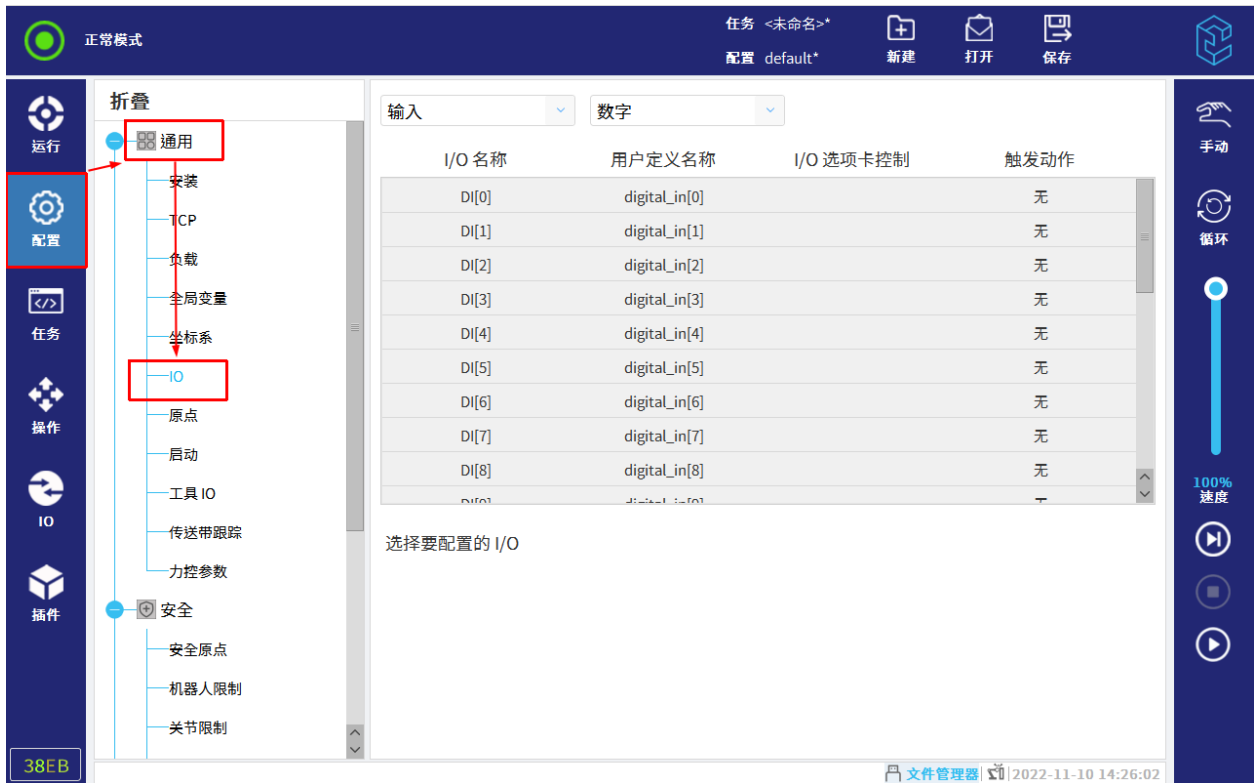 正常模式
任务 <未命名>*
配置 default*
新建
打开
保存
运行
配置
任务
操作
IO
插件
38EB
折叠
通用
安装
TCP
负载
全局变量
坐标系
IO
原点
启动
工具 IO
传送带跟踪
力控参数
安全
安全原点
机器人限制
关节限制
输入
数字
I/O 名称 用户定义名称 I/O 选项卡控制 触发动作
DI[0] digital_in[0] 无
DI[1] digital_in[1] 无
DI[2] digital_in[2] 无
DI[3] digital_in[3] 无
DI[4] digital_in[4] 无
DI[5] digital_in[5] 无
DI[6] digital_in[6] 无
DI[7] digital_in[7] 无
DI[8] digital_in[8] 无
DI[9] digital_in[9] 无
选择要配置的 I/O
手动
循环
100%
速度
文件管理器 2022-11-10 14:26:02